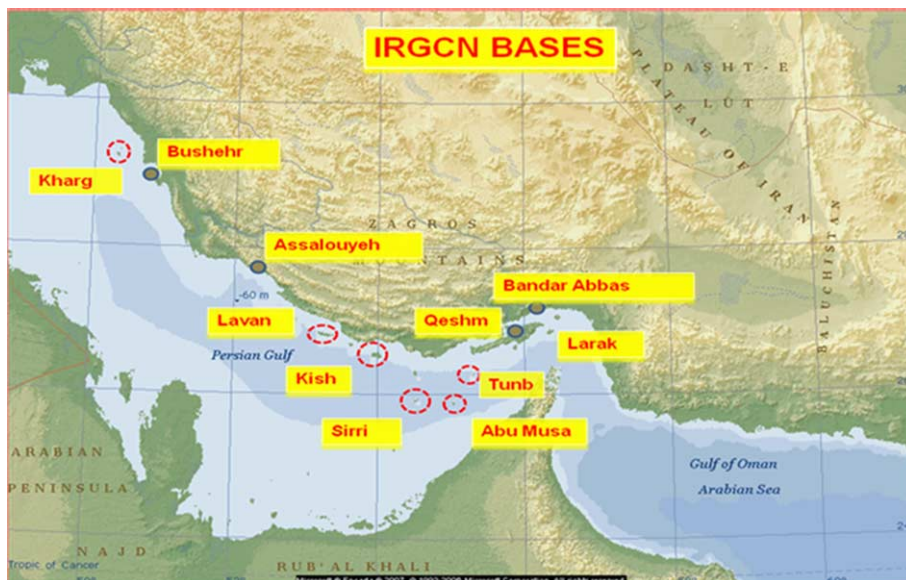 IRGCN BASES
DASHT-E
LŪT
PLATEAU OF IRAN
Bushehr
Kharg
ZAGROS
MOUNTAINS
Assalouyeh
-60 m
Bandar Abbas
Lavan
Qeshm
BALUCHISTAN
Persian Gulf
Larak
Kish
Tunb
Sirri
Abu Musa
ARABIAN
PENINSULA
Gulf of Oman
Arabian Sea
NAJD
RUB' AL KHALI
Tropic of Cancer